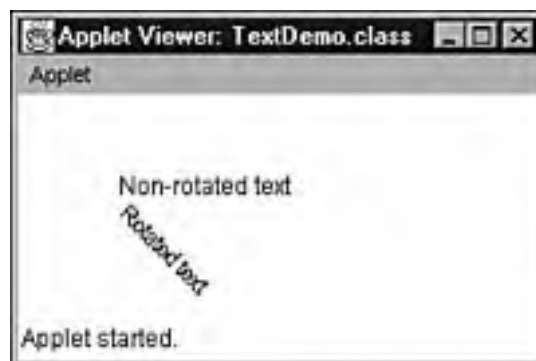 Applet Viewer: TextDemo.class
Applet
Non-rotated text
Rotated text
Applet started.